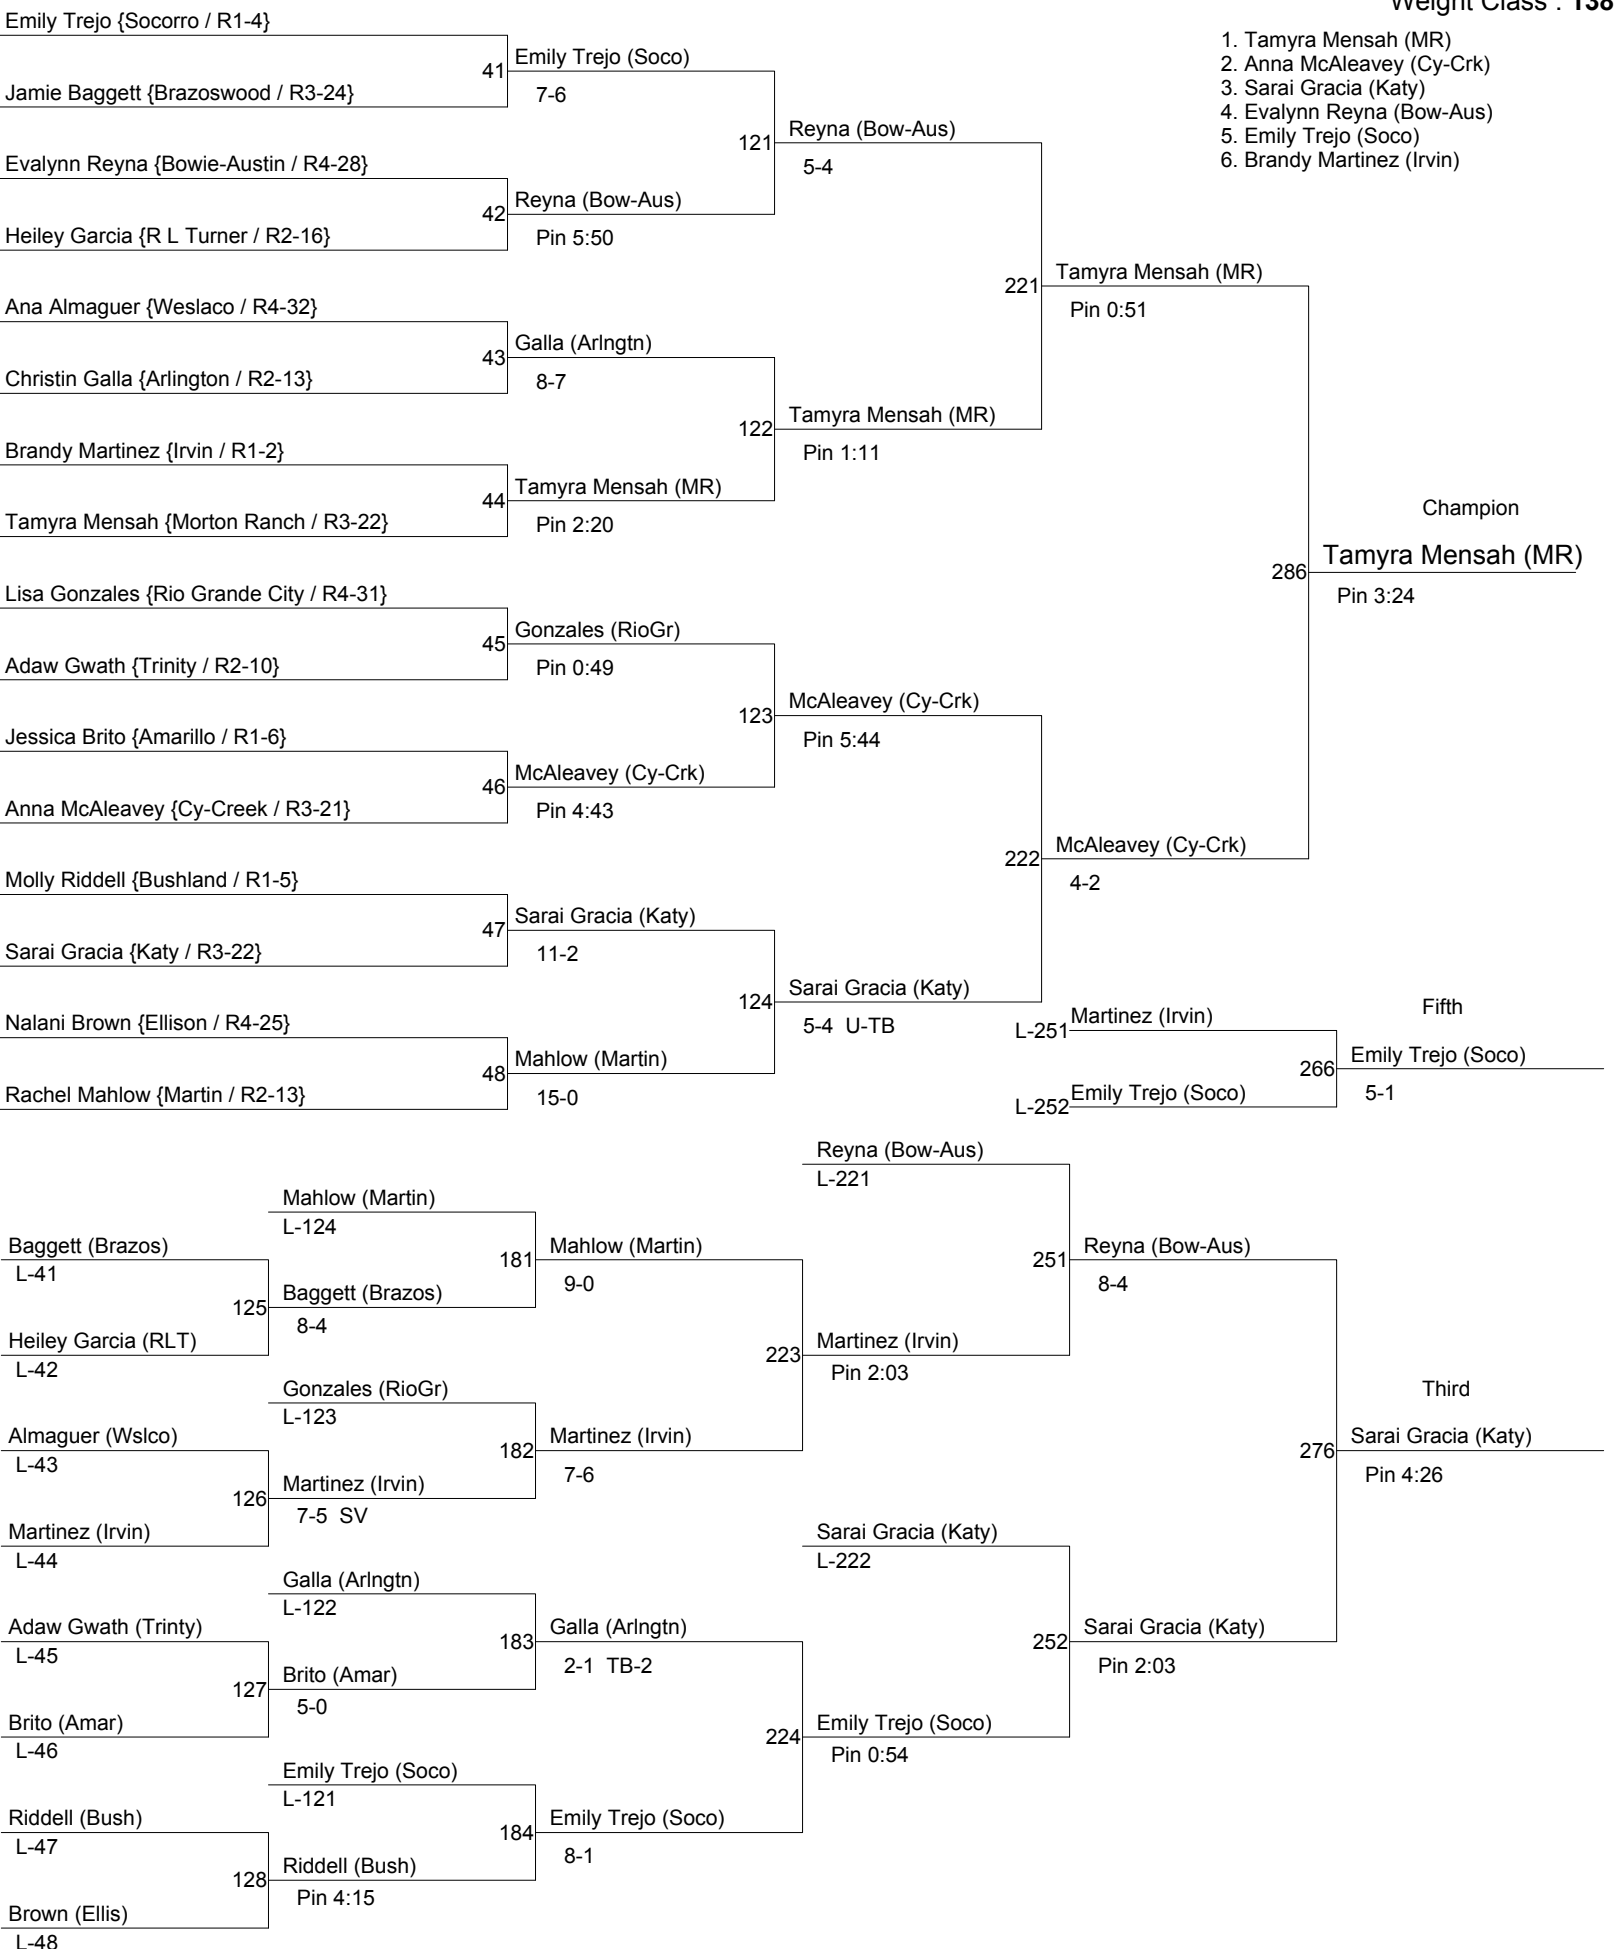 Weight Class : 138
1. Tamyra Mensah (MR)
2. Anna McAleavey (Cy-Crk)
3. Sarai Gracia (Katy)
4. Evalynn Reyna (Bow-Aus)
5. Emily Trejo (Soco)
6. Brandy Martinez (Irvin)
Emily Trejo {Socorro / R1-4}
41
Emily Trejo (Soco)
7-6
Jamie Baggett {Brazoswood / R3-24}
121
Reyna (Bow-Aus)
5-4
Evalynn Reyna {Bowie-Austin / R4-28}
42
Reyna (Bow-Aus)
Pin 5:50
Heiley Garcia {R L Turner / R2-16}
221
Tamyra Mensah (MR)
Pin 0:51
Ana Almaguer {Weslaco / R4-32}
43
Galla (Arlngtn)
8-7
Christin Galla {Arlington / R2-13}
122
Tamyra Mensah (MR)
Pin 1:11
Brandy Martinez {Irvin / R1-2}
44
Tamyra Mensah (MR)
Pin 2:20
Tamyra Mensah {Morton Ranch / R3-22}
Champion
286
Tamyra Mensah (MR)
Pin 3:24
Lisa Gonzales {Rio Grande City / R4-31}
45
Gonzales (RioGr)
Pin 0:49
Adaw Gwath {Trinity / R2-10}
123
McAleavey (Cy-Crk)
Pin 5:44
Jessica Brito {Amarillo / R1-6}
46
McAleavey (Cy-Crk)
Pin 4:43
Anna McAleavey {Cy-Creek / R3-21}
222
McAleavey (Cy-Crk)
4-2
Molly Riddell {Bushland / R1-5}
47
Sarai Gracia (Katy)
11-2
Sarai Gracia {Katy / R3-22}
124
Sarai Gracia (Katy)
5-4 U-TB
Nalani Brown {Ellison / R4-25}
48
Mahlow (Martin)
15-0
Rachel Mahlow {Martin / R2-13}
Fifth
L-251
Martinez (Irvin)
266
Emily Trejo (Soco)
5-1
L-252
Emily Trejo (Soco)
Reyna (Bow-Aus)
L-221
Mahlow (Martin)
L-124
Baggett (Brazos)
L-41
181
Mahlow (Martin)
9-0
251
Reyna (Bow-Aus)
8-4
125
Baggett (Brazos)
8-4
Heiley Garcia (RLT)
L-42
223
Martinez (Irvin)
Pin 2:03
Gonzales (RioGr)
L-123
Third
Almaguer (Wslco)
L-43
182
Martinez (Irvin)
7-6
276
Sarai Gracia (Katy)
Pin 4:26
126
Martinez (Irvin)
7-5 SV
Martinez (Irvin)
L-44
Sarai Gracia (Katy)
L-222
Galla (Arlngtn)
L-122
Adaw Gwath (Trinty)
L-45
183
Galla (Arlngtn)
2-1 TB-2
252
Sarai Gracia (Katy)
Pin 2:03
127
Brito (Amar)
5-0
Brito (Amar)
L-46
224
Emily Trejo (Soco)
Pin 0:54
Emily Trejo (Soco)
L-121
Riddell (Bush)
L-47
184
Emily Trejo (Soco)
8-1
128
Riddell (Bush)
Pin 4:15
Brown (Ellis)
L-48